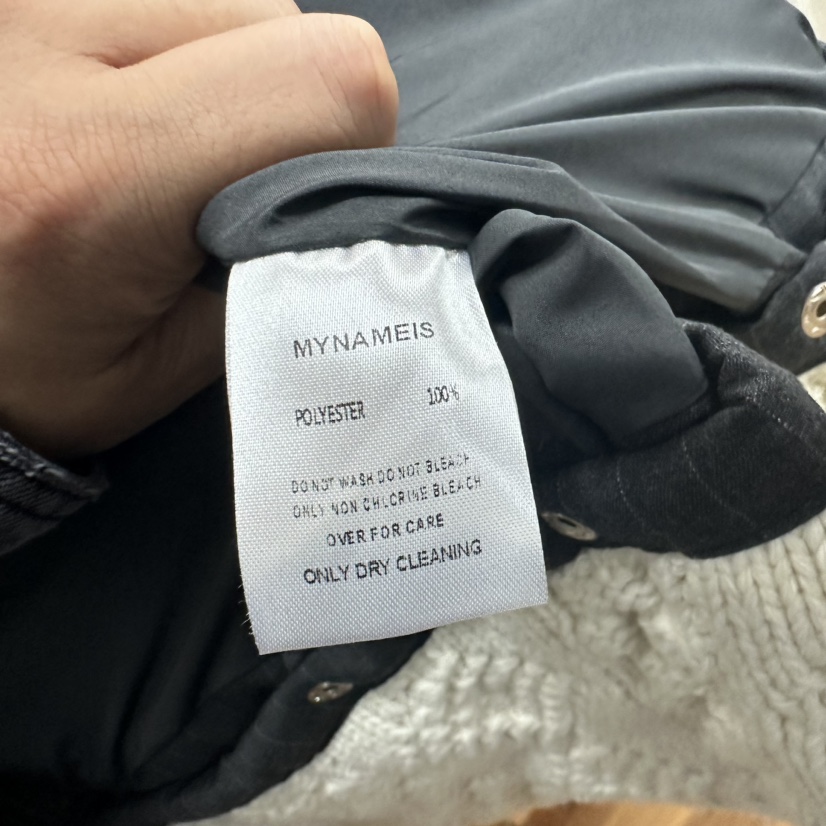 MYNAMEIS
POLYESTER 100%
DO NOT WASH DO NOT BLEACH
ONLY NON CHLORINE BLEACH
OVER FOR CARE
ONLY DRY CLEANING